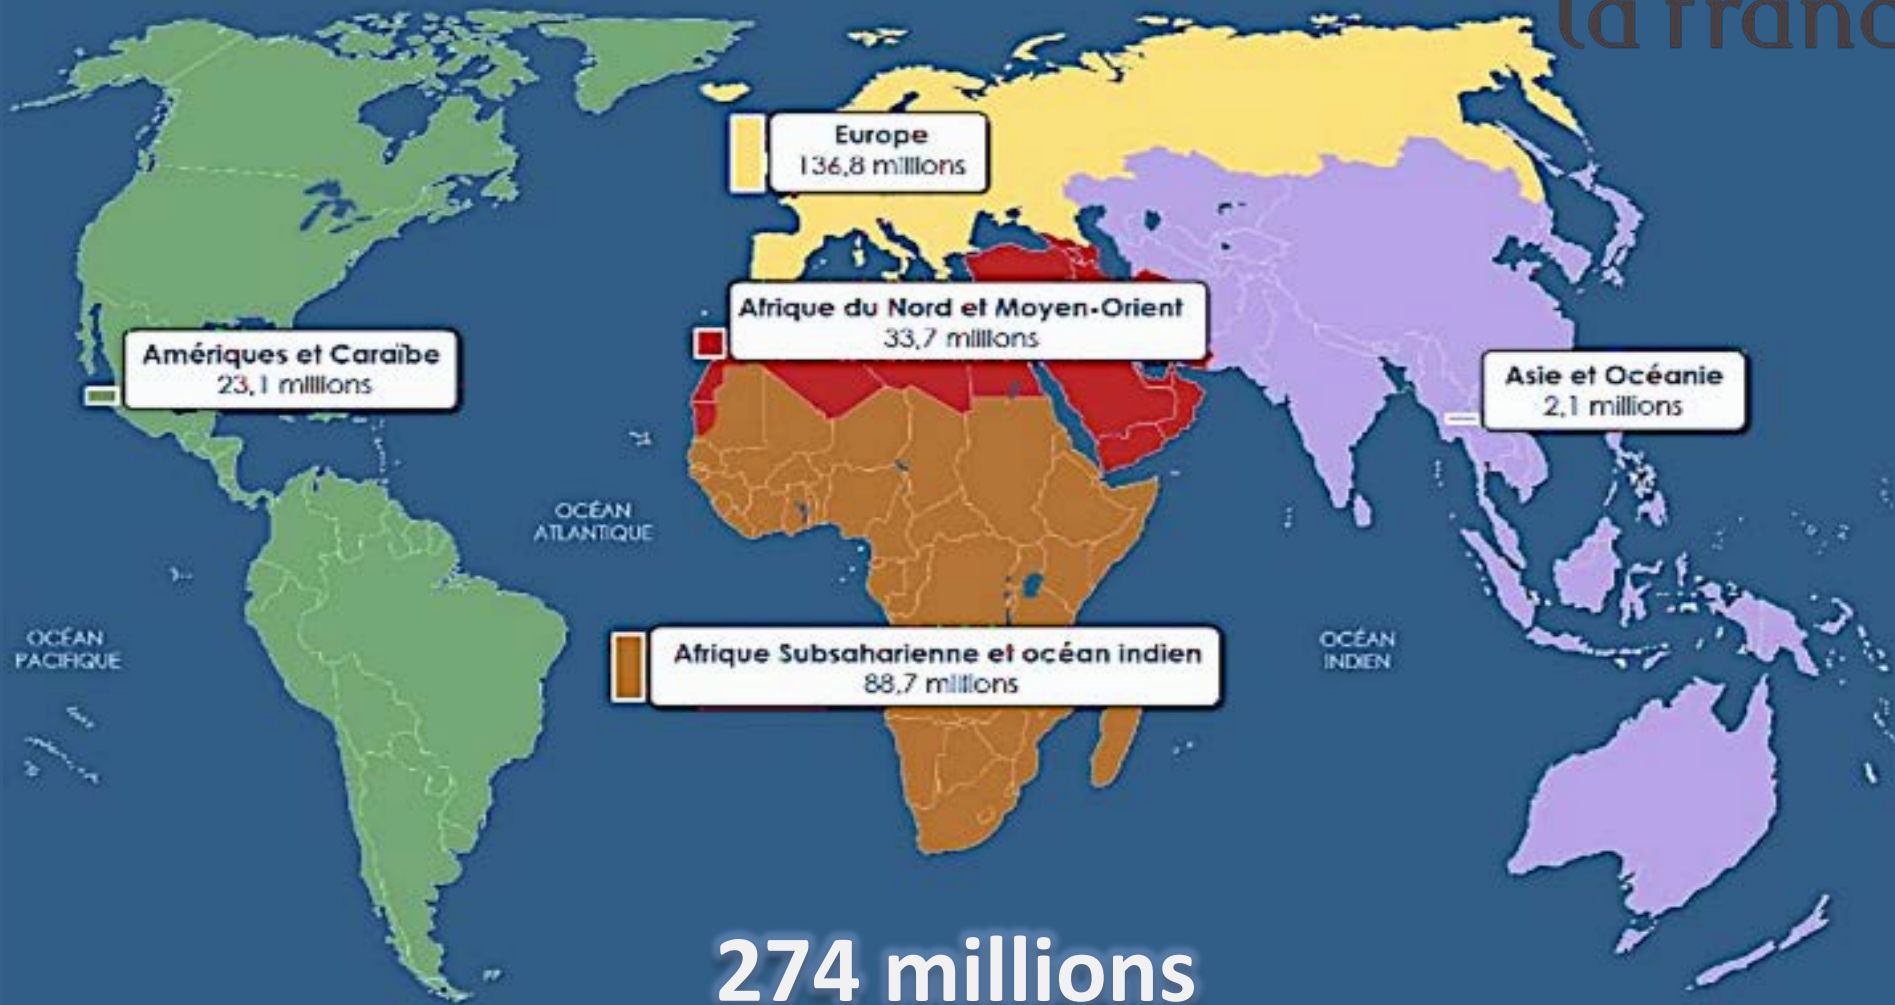 la franc
Europe
136,8 millions
Afrique du Nord et Moyen-Orient
33,7 millions
Amériques et Caraïbe
23,1 millions
Asie et Océanie
2,1 millions
OCÉAN
ATLANTIQUE
OCÉAN
PACIFIQUE
Afrique Subsaharienne et océan indien
88,7 millions
OCÉAN
INDIEN
274 millions